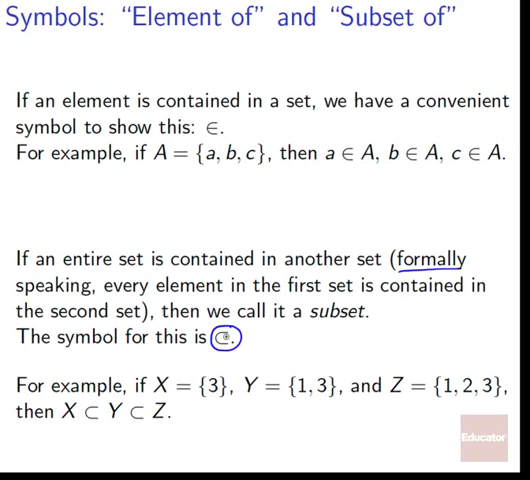 Symbols: “Element of” and “Subset of”
If an element is contained in a set, we have a convenient
symbol to show this: ∈.
For example, if A = {a, b, c}, then a ∈ A, b ∈ A, c ∈ A.
If an entire set is contained in another set (formally
speaking, every element in the first set is contained in
the second set), then we call it a subset.
The symbol for this is ⊂.
For example, if X = {3}, Y = {1, 3}, and Z = {1, 2, 3},
then X ⊂ Y ⊂ Z.
Educator